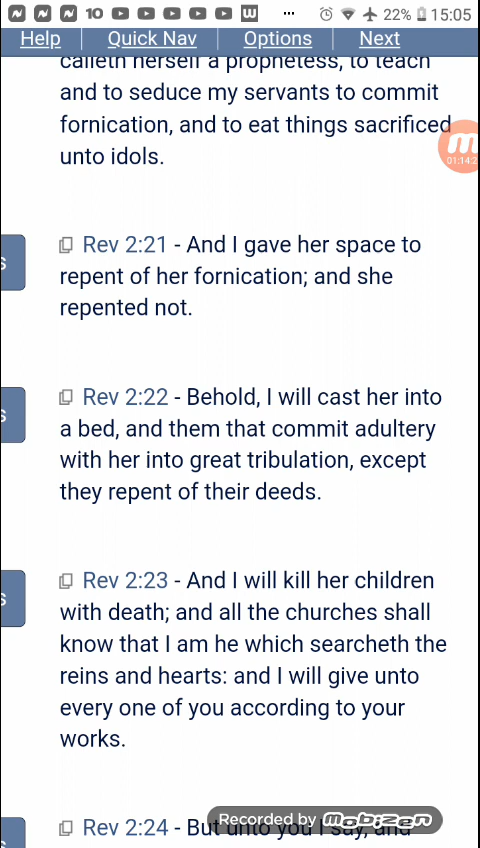 10 W ... 22% 15:05
Help Quick Nav Options Next
calleth herself a prophetess, to teach
and to seduce my servants to commit
fornication, and to eat things sacrificed
unto idols.
01:14:2
s
Rev 2:21 - And I gave her space to
repent of her fornication; and she
repented not.
s
Rev 2:22 - Behold, I will cast her into
a bed, and them that commit adultery
with her into great tribulation, except
they repent of their deeds.
s
Rev 2:23 - And I will kill her children
with death; and all the churches shall
know that I am he which searcheth the
reins and hearts: and I will give unto
every one of you according to your
works.
s
Rev 2:24 - But unto you I say, and
Recorded by Mobizen